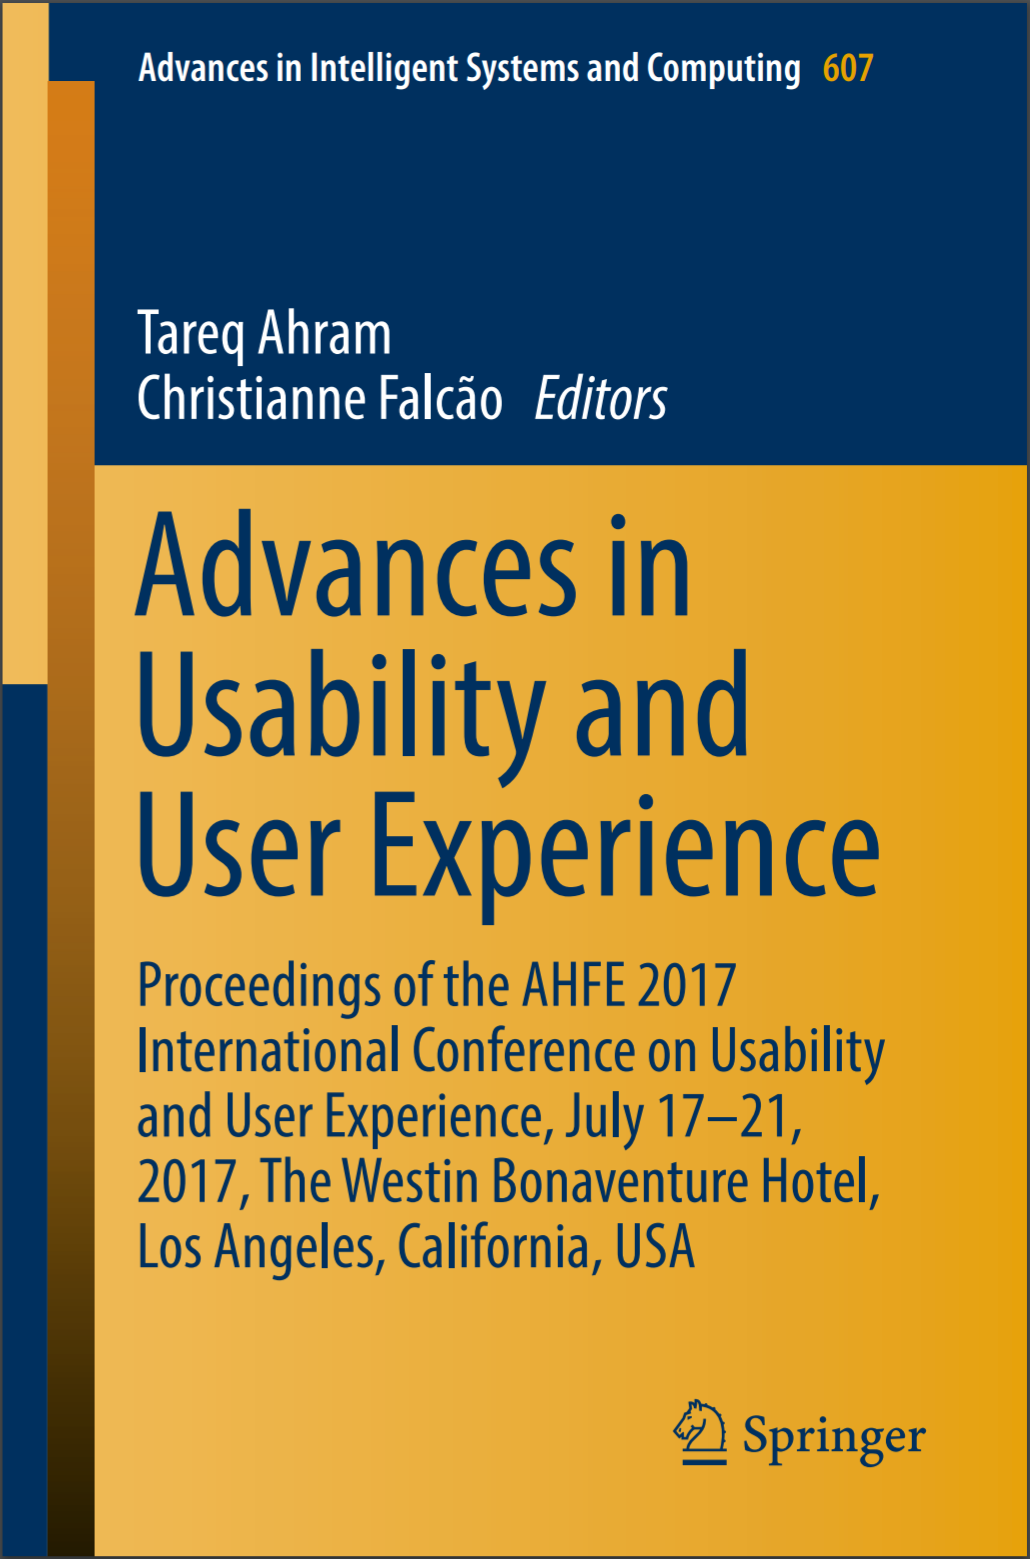 Advances in Intelligent Systems and Computing 607
Tareq Ahram
Christianne Falcão Editors
Advances in
Usability and
User Experience
Proceedings of the AHFE 2017
International Conference on Usability
and User Experience, July 17–21,
2017, The Westin Bonaventure Hotel,
Los Angeles, California, USA
Springer